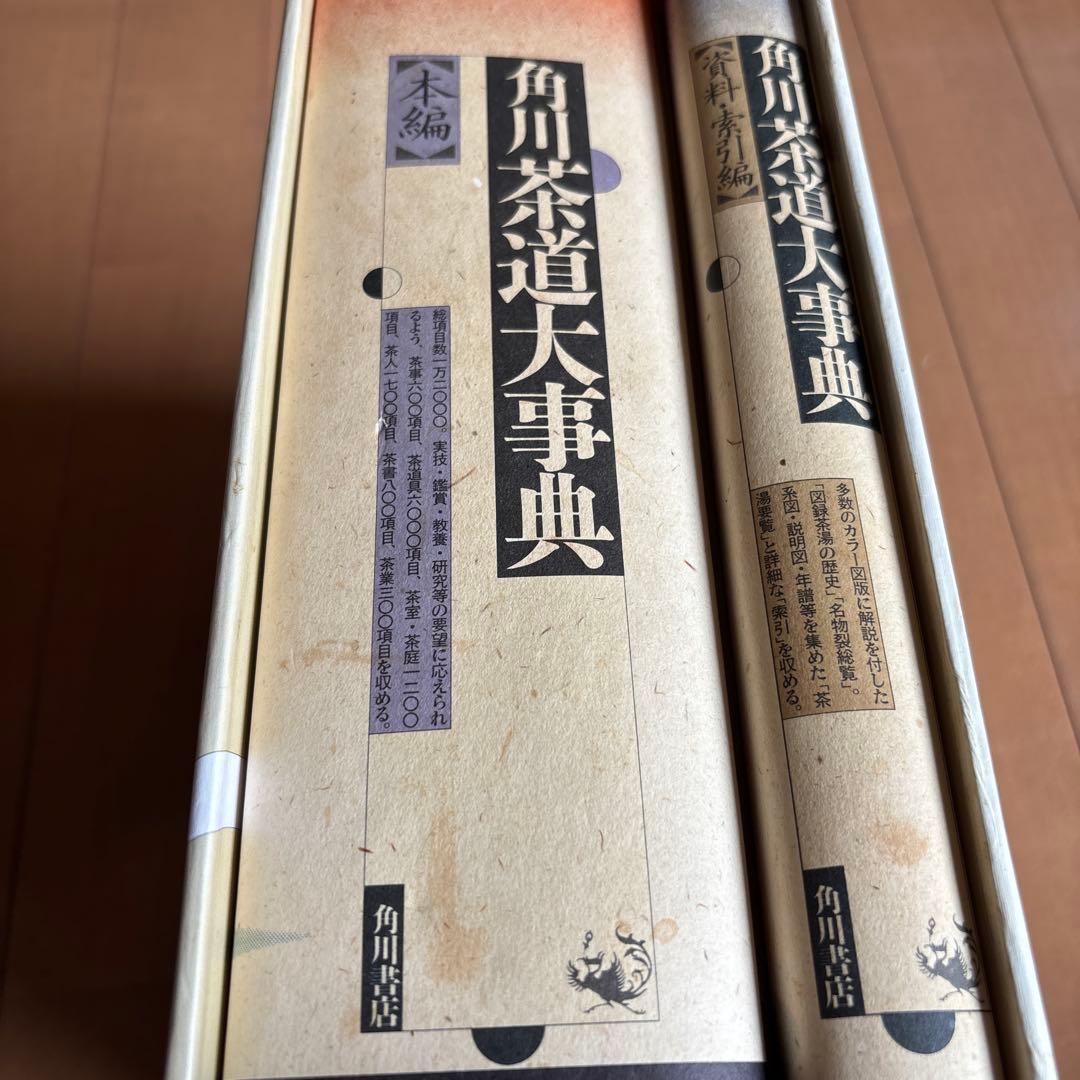 角川茶道大事典
【本編】
総項目数一万二〇〇〇。実技・鑑賞・教養・研究等の要望に応えられ
るよう、茶事六〇〇項目、茶道具六〇〇〇項目、茶室・茶庭一二〇〇
項目、茶人一七〇〇項目、茶書八〇〇項目、茶業三〇〇項目を収める。
角川書店
角川茶道大事典
【資料・索引編】
多数のカラー図版に解説を付した
「図録茶湯の歴史」「名物裂総覧」。
系図・説明図・年譜等を集めた「茶
湯要覧」と詳細な「索引」を収める。
角川書店